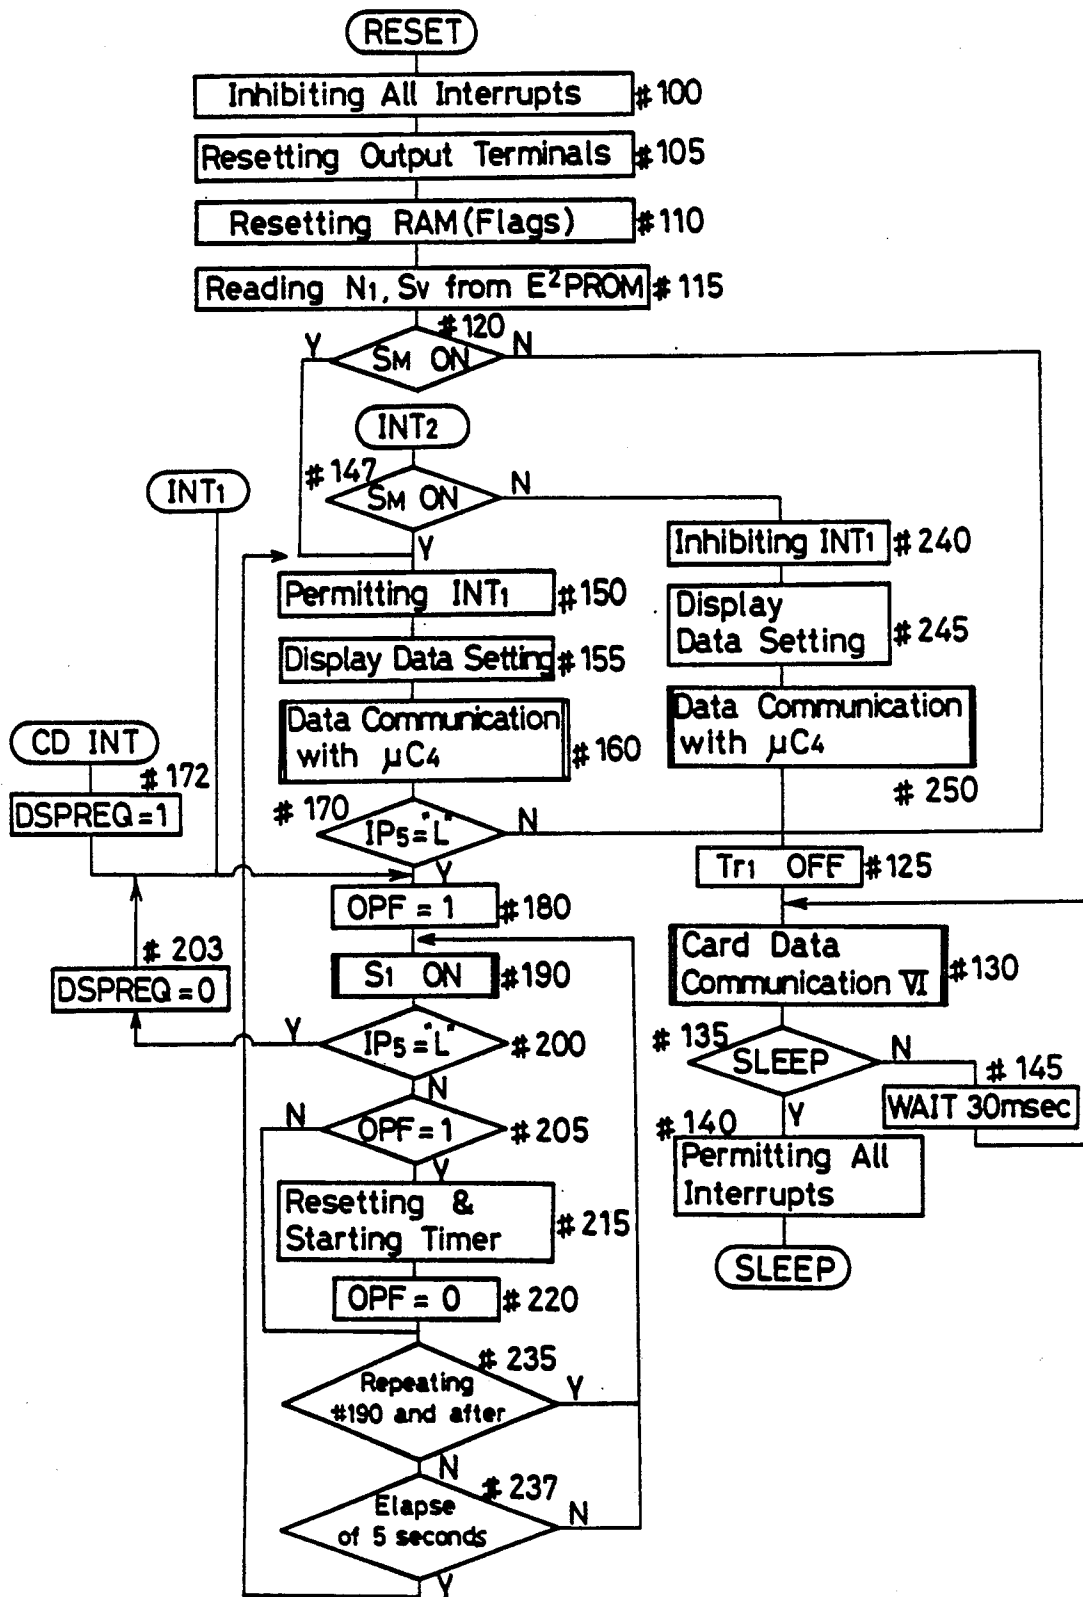 RESET
Inhibiting All Interrupts #100
Resetting Output Terminals #105
Resetting RAM(Flags) #110
Reading N1, Sv from E²PROM #115
#120
Y SM ON N
INT2
#147
SM ON N
Y
INT1
Permitting INT1 #150
Display Data Setting #155
Data Communication
with μC4 #160
Inhibiting INT1 #240
Display
Data Setting #245
Data Communication
with μC4
#250
CD INT
#172
DSPREQ=1
#170
IP5="L" N
Y
OPF=1 #180
#203
DSPREQ=0
S1 ON #190
Y IP5="L" #200
N
N OPF=1 #205
Y
Resetting &
Starting Timer #215
OPF=0 #220
#235
Repeating
#190 and after
Y
N
#237
Elapse
of 5 seconds
N
Y
Tr1 OFF #125
Card Data
Communication VI #130
#135
SLEEP N
Y
#145
WAIT 30msec
#140
Permitting All
Interrupts
SLEEP